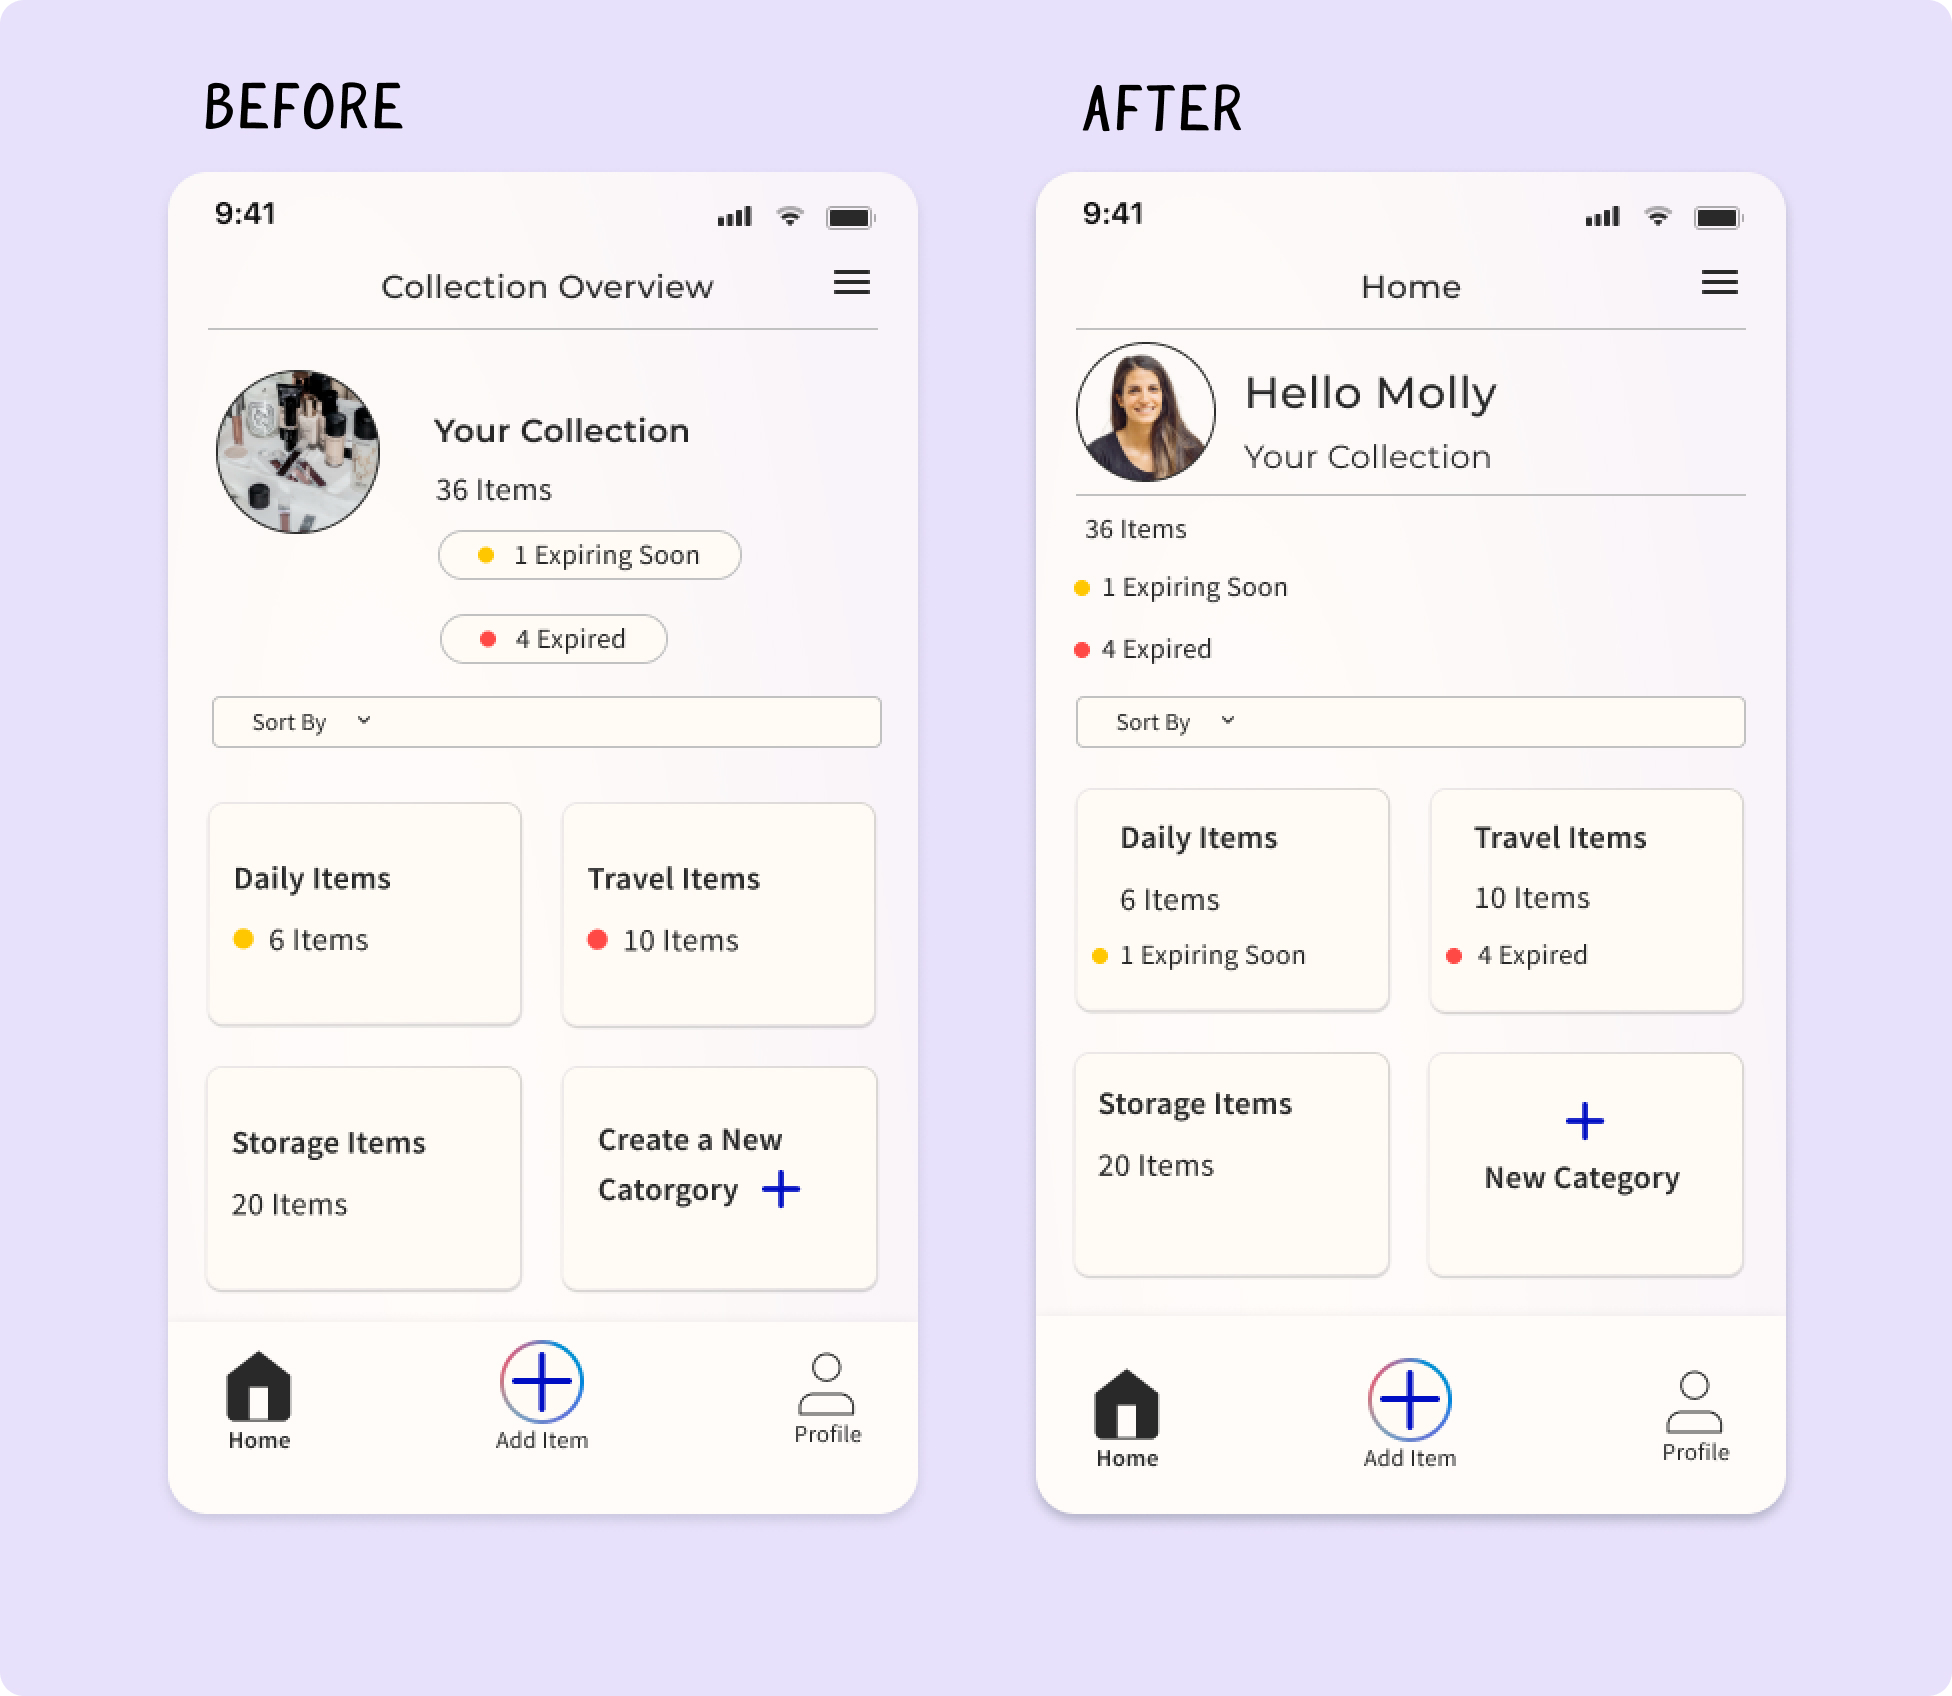 BEFORE
9:41
Collection Overview
Your Collection
36 Items
1 Expiring Soon
4 Expired
Sort By
Daily Items
6 Items
Travel Items
10 Items
Storage Items
20 Items
Create a New
Catorgory
Home
Add Item
Profile
AFTER
9:41
Home
Hello Molly
Your Collection
36 Items
1 Expiring Soon
4 Expired
Sort By
Daily Items
6 Items
1 Expiring Soon
Travel Items
10 Items
4 Expired
Storage Items
20 Items
New Category
Home
Add Item
Profile